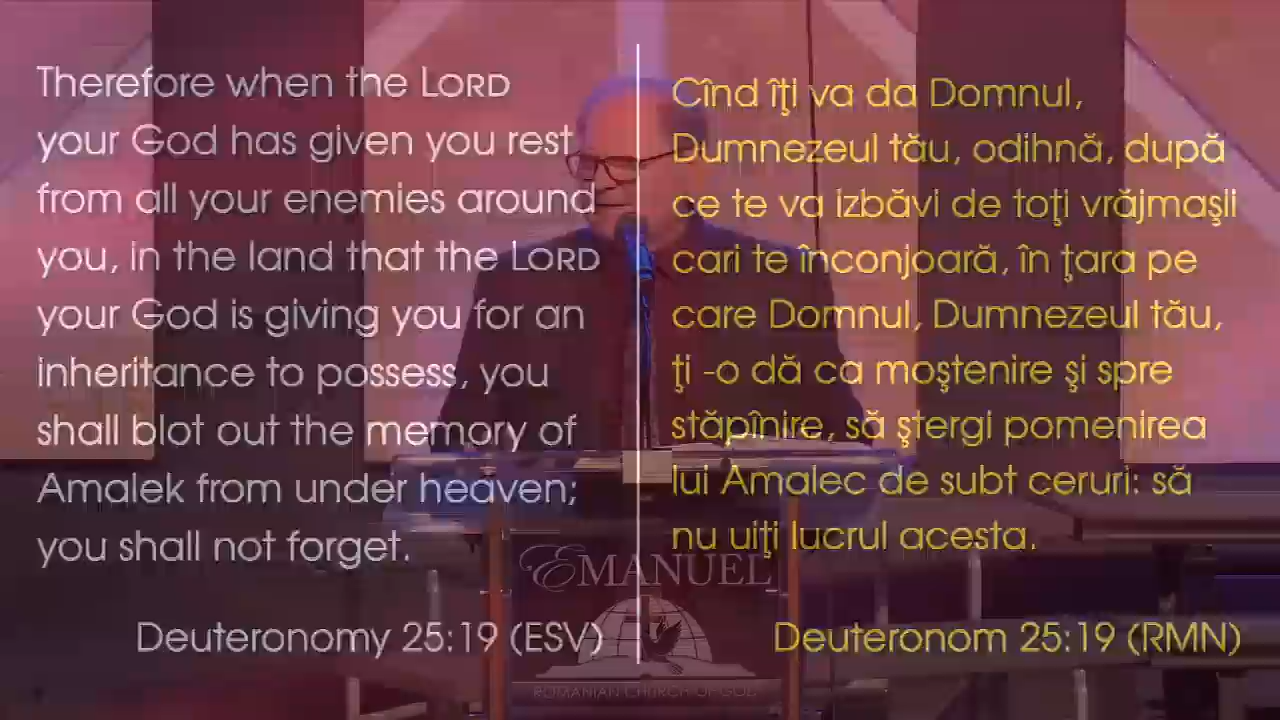 Therefore when the LORD
your God has given you rest
from all your enemies around
you, in the land that the LORD
your God is giving you for an
inheritance to possess, you
shall blot out the memory of
Amalek from under heaven;
you shall not forget.
Deuteronomy 25:19 (ESV)
Cînd îţi va da Domnul,
Dumnezeul tău, odihnă, după
ce te va izbăvi de toţi vrăjmaşii
cari te înconjoară, în ţara pe
care Domnul, Dumnezeul tău,
ţi -o dă ca moştenire şi spre
stăpînire, să ştergi pomenirea
lui Amalec de subt ceruri: să
nu uiţi lucrul acesta.
Deuteronom 25:19 (RMN)
EMANUEL
ROMANIAN CHURCH OF GOD